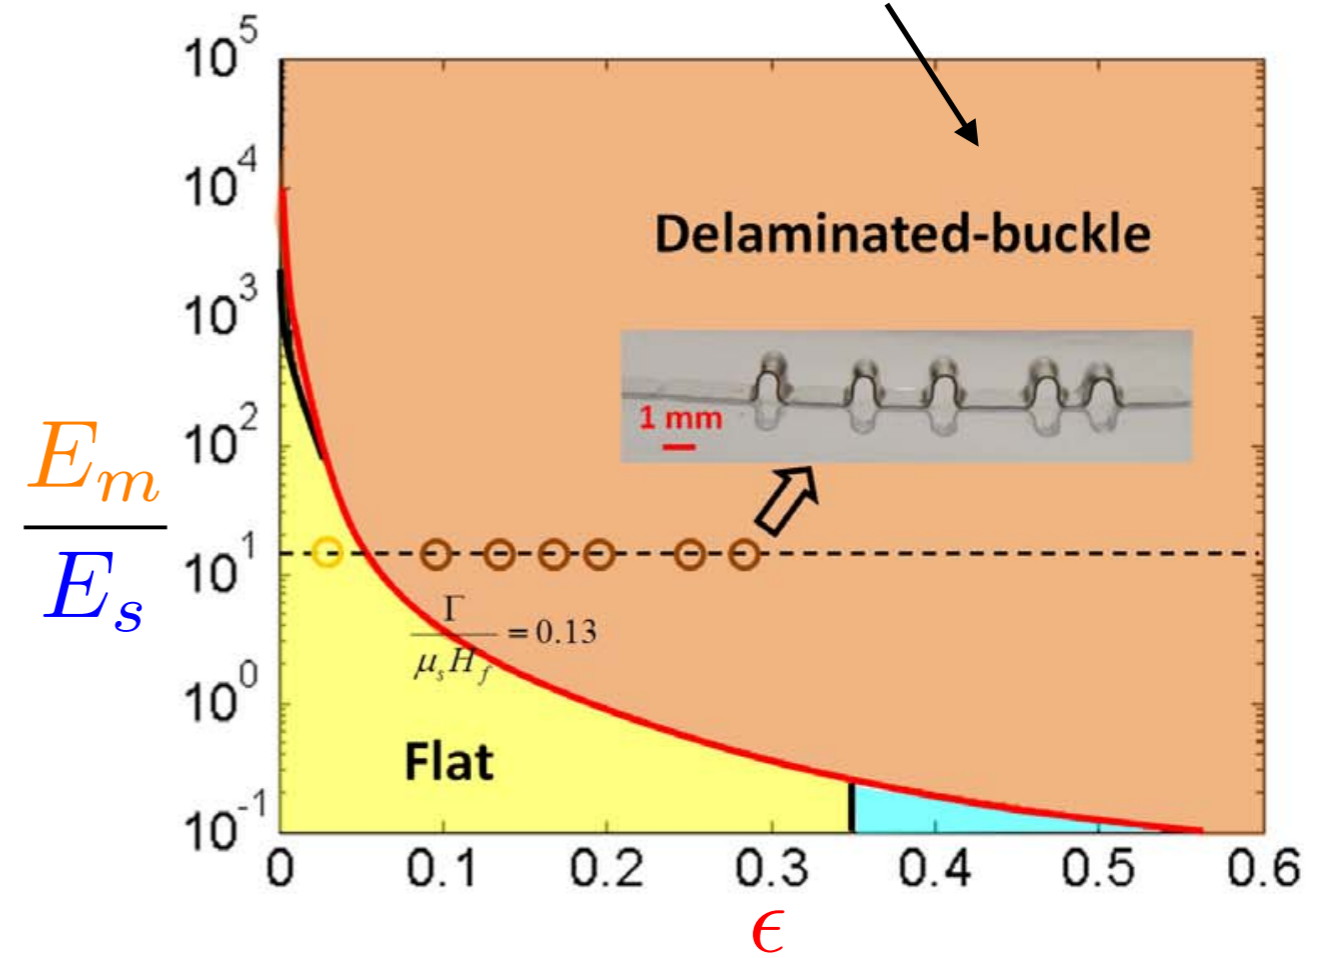 10^5
10^4
Delaminated-buckle
10^3
1 mm
10^2
E_m
E_s
10^1
Γ
μ_s H_f
= 0.13
10^0
Flat
10^-1
0 0.1 0.2 0.3 0.4 0.5 0.6
ϵ